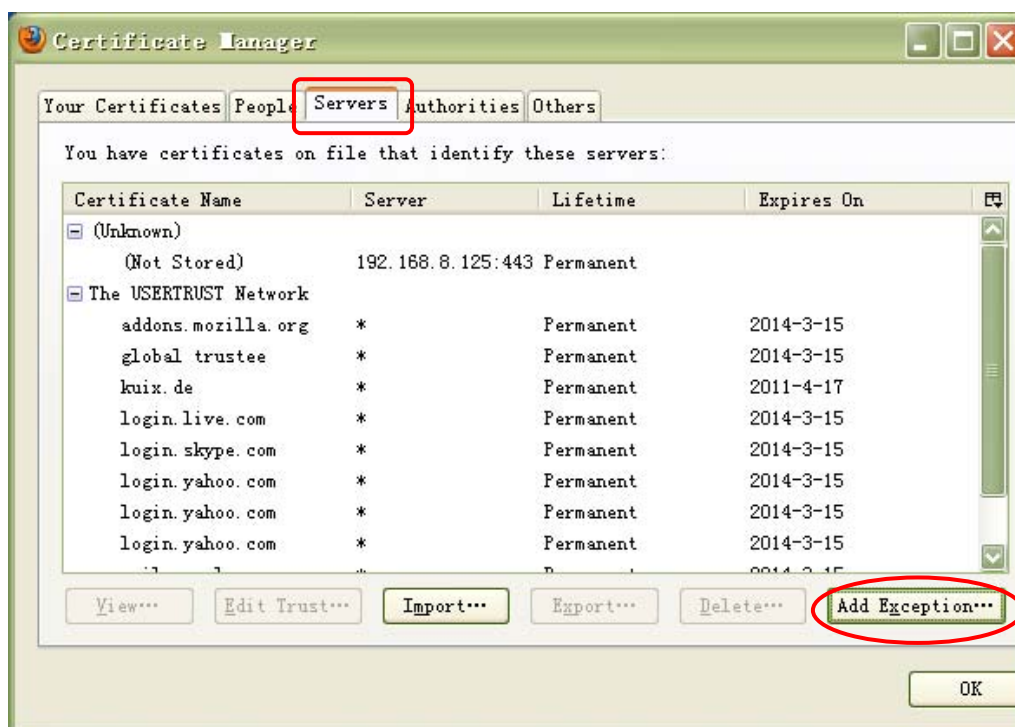 Certificate Manager
Your Certificates People Servers Authorities Others
You have certificates on file that identify these servers:
Certificate Name Server Lifetime Expires On
(Unknown)
(Not Stored) 192.168.8.125:443 Permanent
The USERTRUST Network
addons.mozilla.org * Permanent 2014-3-15
global trustee * Permanent 2014-3-15
kuix.de * Permanent 2011-4-17
login.live.com * Permanent 2014-3-15
login.skype.com * Permanent 2014-3-15
login.yahoo.com * Permanent 2014-3-15
login.yahoo.com * Permanent 2014-3-15
login.yahoo.com * Permanent 2014-3-15
View... Edit Trust... Import... Export... Delete... Add Exception...
OK